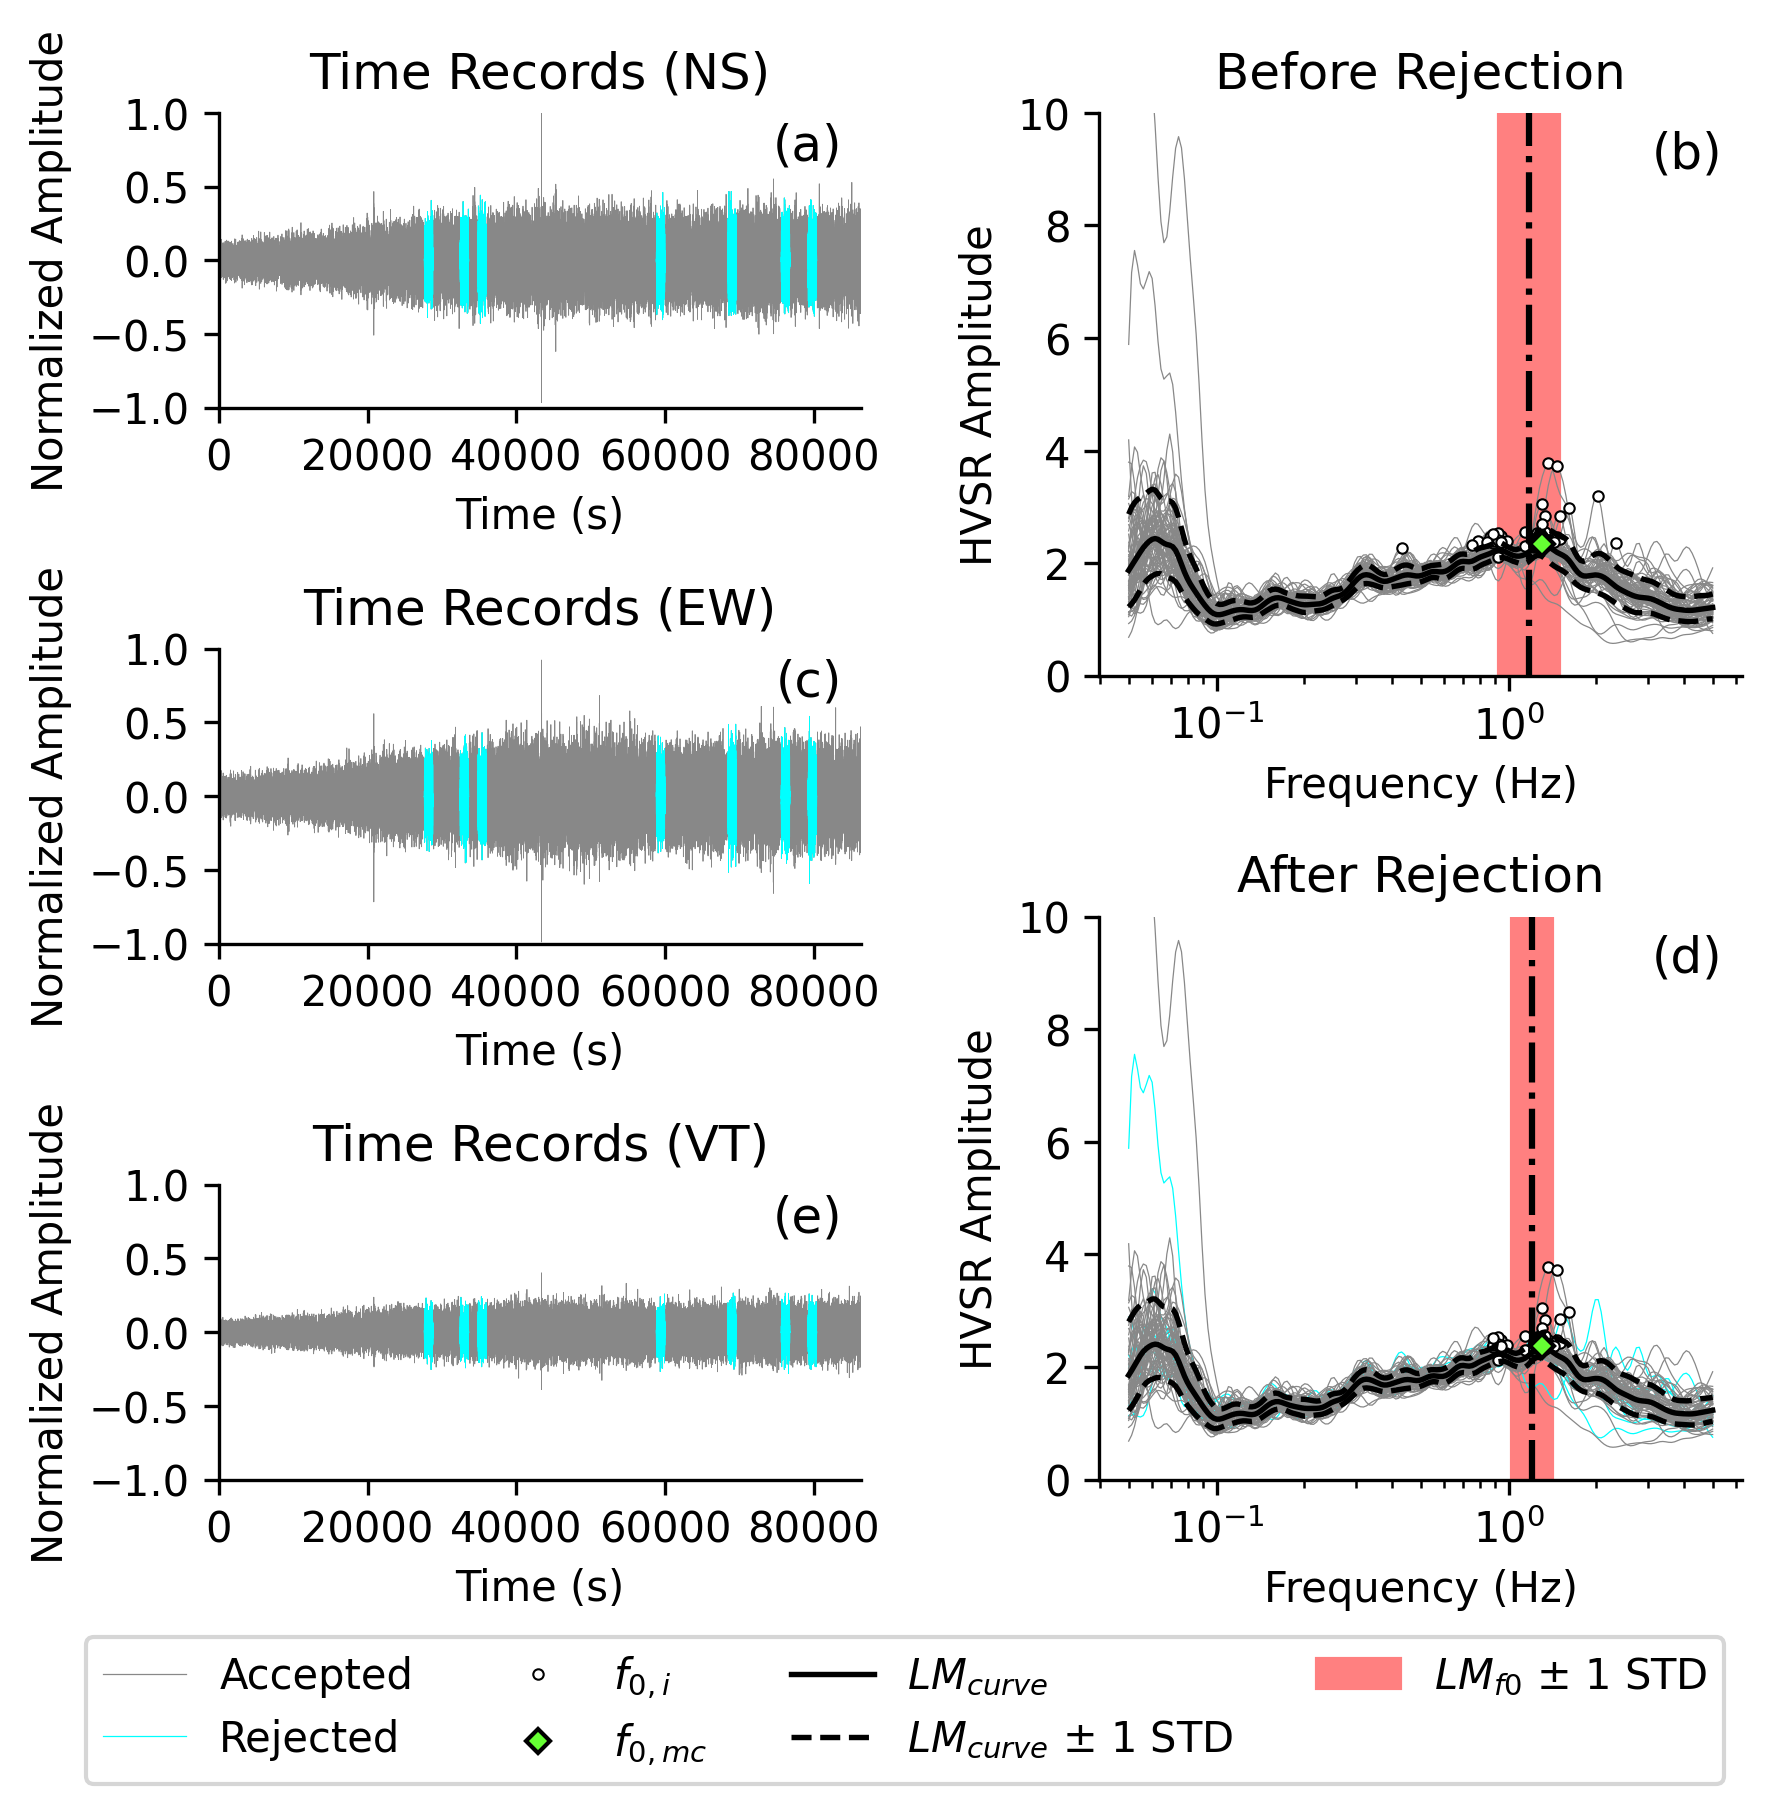 Time Records (NS)
(a)
Normalized Amplitude
1.0
0.5
0.0
−0.5
−1.0
0 20000 40000 60000 80000
Time (s)
Before Rejection
(b)
HVSR Amplitude
10
8
6
4
2
0
10⁻¹ 10⁰
Frequency (Hz)
Time Records (EW)
(c)
Normalized Amplitude
1.0
0.5
0.0
−0.5
−1.0
0 20000 40000 60000 80000
Time (s)
After Rejection
(d)
HVSR Amplitude
10
8
6
4
2
0
10⁻¹ 10⁰
Frequency (Hz)
Time Records (VT)
(e)
Normalized Amplitude
1.0
0.5
0.0
−0.5
−1.0
0 20000 40000 60000 80000
Time (s)
Accepted
Rejected
f0,i
f0,mc
LMcurve
LMcurve ± 1 STD
LMf0 ± 1 STD